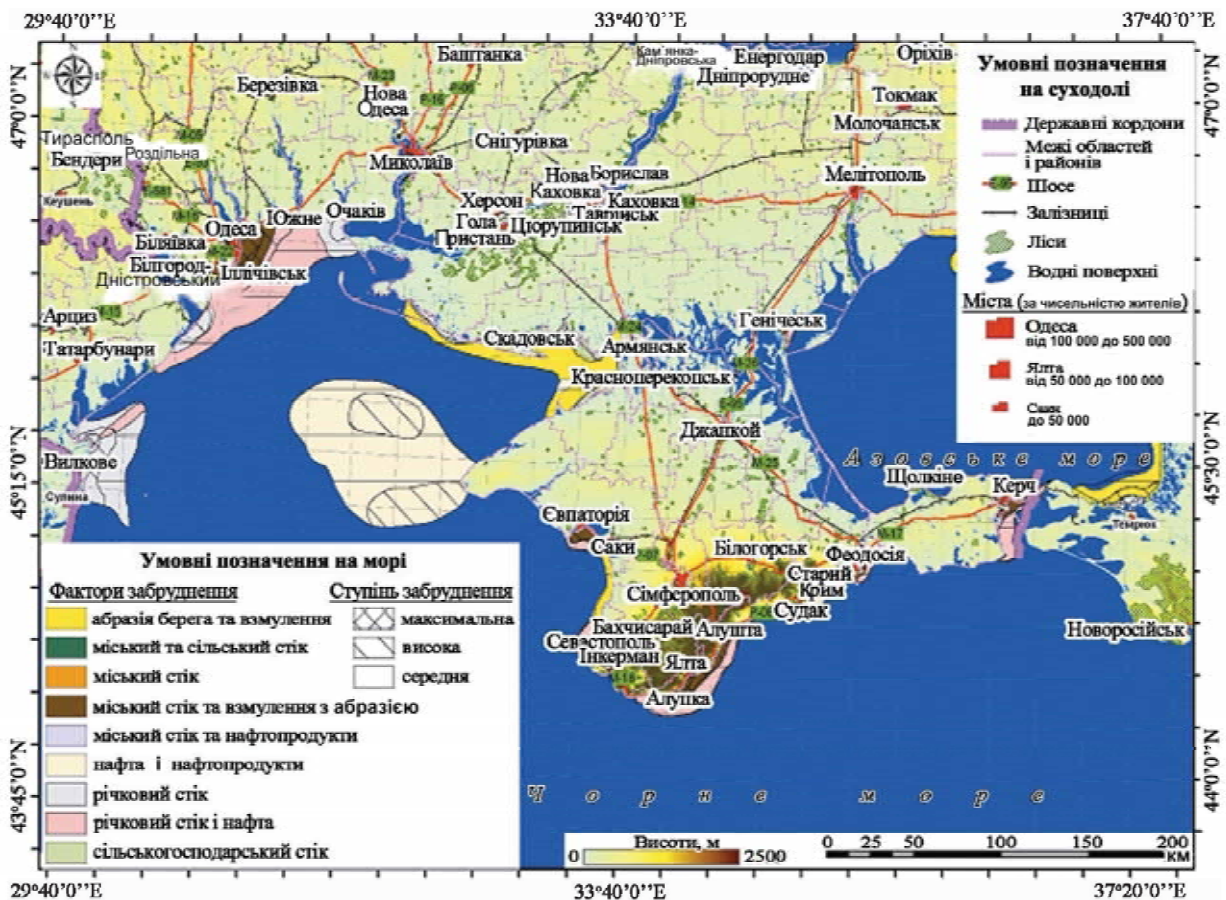 29°40'0''E
33°40'0''E
37°40'0''E
47°0'0''N
47°0'0''N
45°15'0''N
45°30'0''N
43°45'0''N
44°0'0''N
Баштанка
Кам'янка-
Дніпровська
Енергодар
Дніпрорудне
Оріхів
Березівка
Нова
Одеса
Токмак
Молочанськ
Тирасполь
Бендери
Роздільна
Миколаїв
Снігурівка
Нова
Каховка
Борислав
Каховка
Таврийськ
Мелітополь
Херсон
Гола
Пристань
Цюрупинськ
Южне
Очаків
Одеса
Біляївка
Білгород-
Дністровський
Іллічівськ
Арциз
Татарбунари
Скадовськ
Армянськ
Генічеськ
Красноперекопськ
Джанкой
Вилкове
Сулина
Азовське море
Щолкіне
Керч
Темрюк
Євпаторія
Саки
Білогорськ
Феодосія
Старий
Крим
Сімферополь
Судак
Бахчисарай
Алушта
Севастополь
Інкерман
Ялта
Алупка
Новоросійськ
Чорне море
Умовні позначення
на суходолі
Державні кордони
Межі областей
і районів
Шосе
Залізниці
Ліси
Водні поверхні
Міста (за чисельністю жителів)
Одеса
від 100 000 до 500 000
Ялта
від 50 000 до 100 000
Саки
до 50 000
Умовні позначення на морі
Фактори забруднення
абразія берега та взмулення
міський та сільський стік
міський стік
міський стік та взмулення з абразією
міський стік та нафтопродукти
нафта і нафтопродукти
річковий стік
річковий стік і нафта
сільськогосподарський стік
Ступінь забруднення
максимальна
висока
середня
Висоти, м
0 2500
0 25 50 100 150 200
КМ
29°40'0''E
33°40'0''E
37°20'0''E